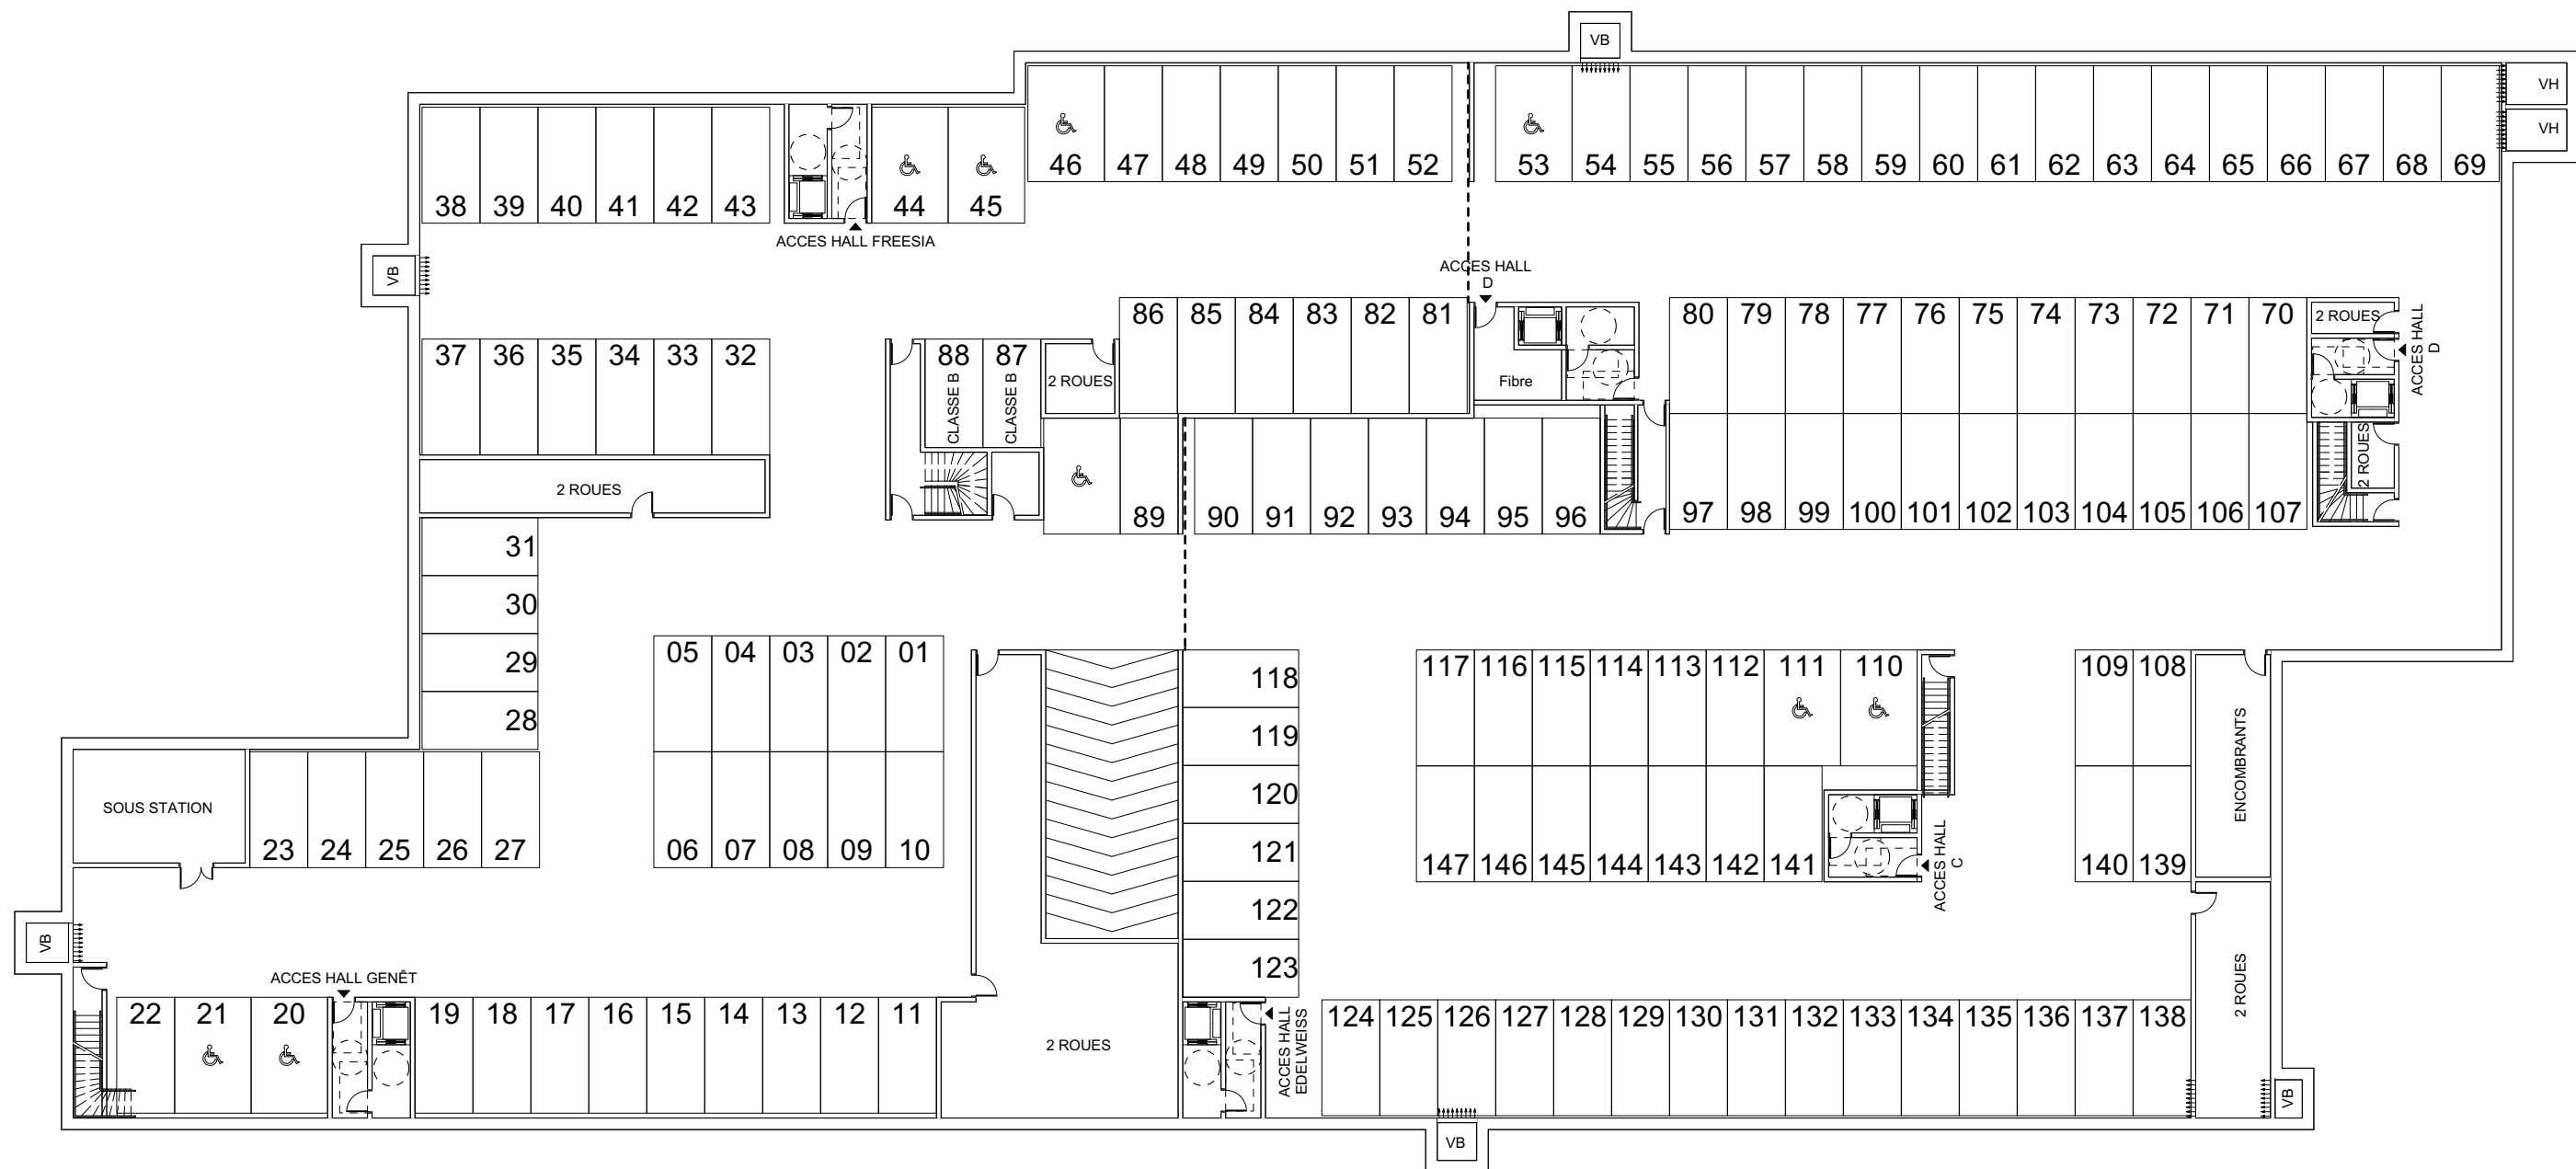 VB
VH
VH
46 47 48 49 50 51 52 53 54 55 56 57 58 59 60 61 62 63 64 65 66 67 68 69
38 39 40 41 42 43 44 45
ACCES HALL FREESIA
VB
ACCES HALL
D
86 85 84 83 82 81 80 79 78 77 76 75 74 73 72 71 70
2 ROUES
ACCES HALL
D
37 36 35 34 33 32 88 87
CLASSE B
CLASSE B
2 ROUES
Fibre
2 ROUES
2 ROUES
89 90 91 92 93 94 95 96 97 98 99 100 101 102 103 104 105 106 107
31
30
29
28
05 04 03 02 01
118
119
120
121
122
123
117 116 115 114 113 112 111 110 109 108
ENCOMBRANTS
SOUS STATION
23 24 25 26 27 06 07 08 09 10
147 146 145 144 143 142 141 140 139
ACCES HALL
C
VB
ACCES HALL GENÊT
22 21 20 19 18 17 16 15 14 13 12 11
2 ROUES
ACCES HALL
EDELWEISS
124 125 126 127 128 129 130 131 132 133 134 135 136 137 138
2 ROUES
VB
VB